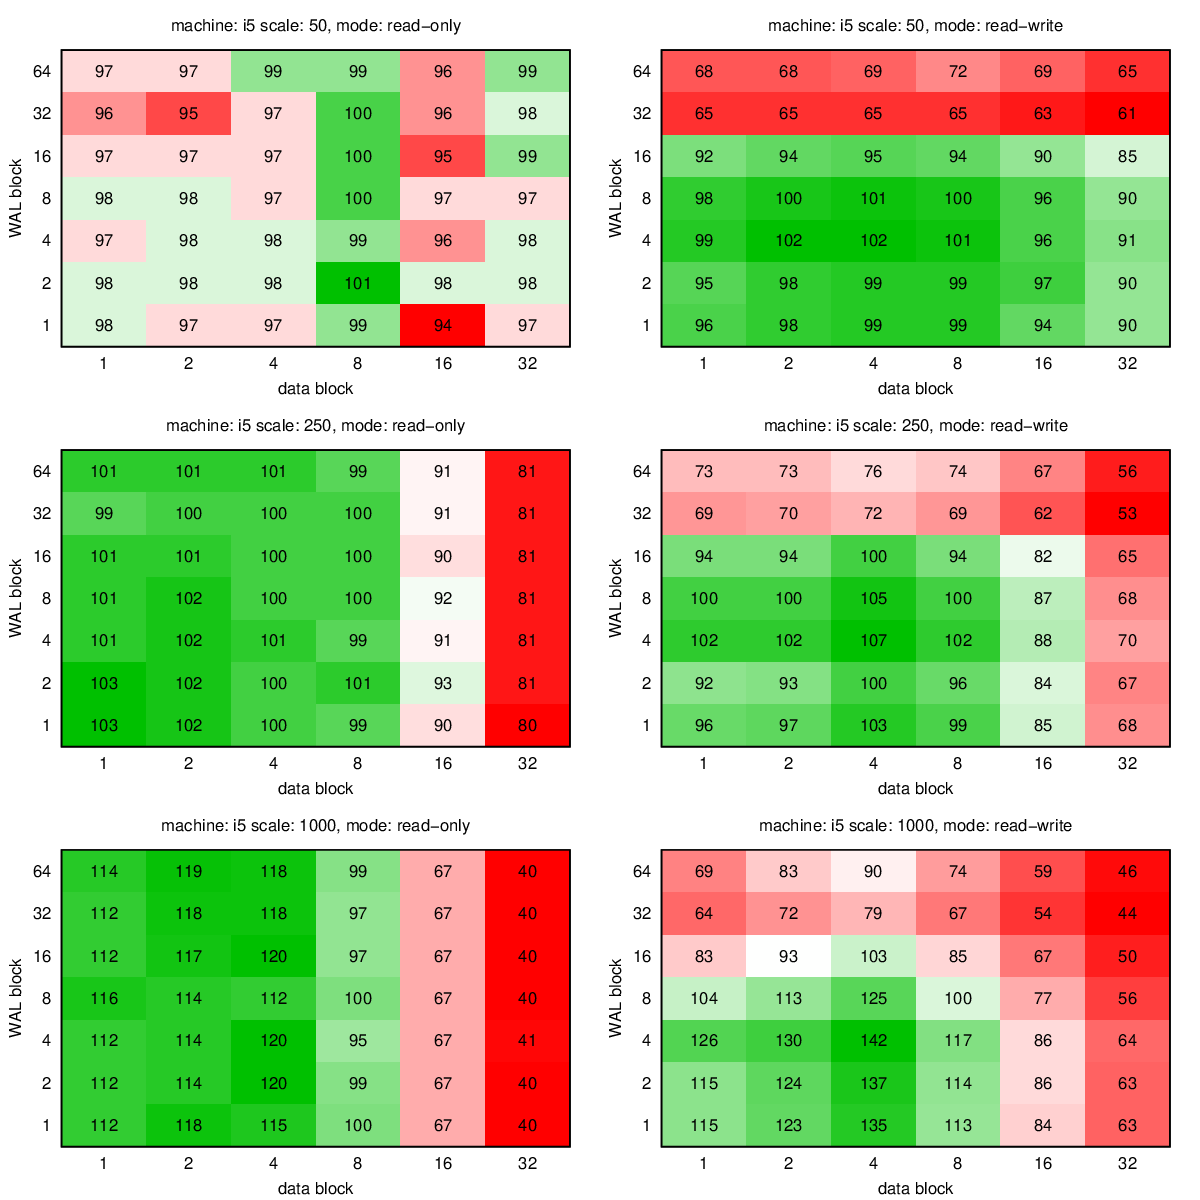 machine: i5 scale: 50, mode: read−only
64 97 97 99 99 96 99
32 96 95 97 100 96 98
16 97 97 97 100 95 99
8 98 98 97 100 97 97
4 97 98 98 99 96 98
2 98 98 98 101 98 98
1 98 97 97 99 94 97
1 2 4 8 16 32
data block
WAL block
machine: i5 scale: 50, mode: read−write
64 68 68 69 72 69 65
32 65 65 65 65 63 61
16 92 94 95 94 90 85
8 98 100 101 100 96 90
4 99 102 102 101 96 91
2 95 98 99 99 97 90
1 96 98 99 99 94 90
1 2 4 8 16 32
data block
WAL block
machine: i5 scale: 250, mode: read−only
64 101 101 101 99 91 81
32 99 100 100 100 91 81
16 101 101 100 100 90 81
8 101 102 100 100 92 81
4 101 102 101 99 91 81
2 103 102 100 101 93 81
1 103 102 100 99 90 80
1 2 4 8 16 32
data block
WAL block
machine: i5 scale: 250, mode: read−write
64 73 73 76 74 67 56
32 69 70 72 69 62 53
16 94 94 100 94 82 65
8 100 100 105 100 87 68
4 102 102 107 102 88 70
2 92 93 100 96 84 67
1 96 97 103 99 85 68
1 2 4 8 16 32
data block
WAL block
machine: i5 scale: 1000, mode: read−only
64 114 119 118 99 67 40
32 112 118 118 97 67 40
16 112 117 120 97 67 40
8 116 114 112 100 67 40
4 112 114 120 95 67 41
2 112 114 120 99 67 40
1 112 118 115 100 67 40
1 2 4 8 16 32
data block
WAL block
machine: i5 scale: 1000, mode: read−write
64 69 83 90 74 59 46
32 64 72 79 67 54 44
16 83 93 103 85 67 50
8 104 113 125 100 77 56
4 126 130 142 117 86 64
2 115 124 137 114 86 63
1 115 123 135 113 84 63
1 2 4 8 16 32
data block
WAL block